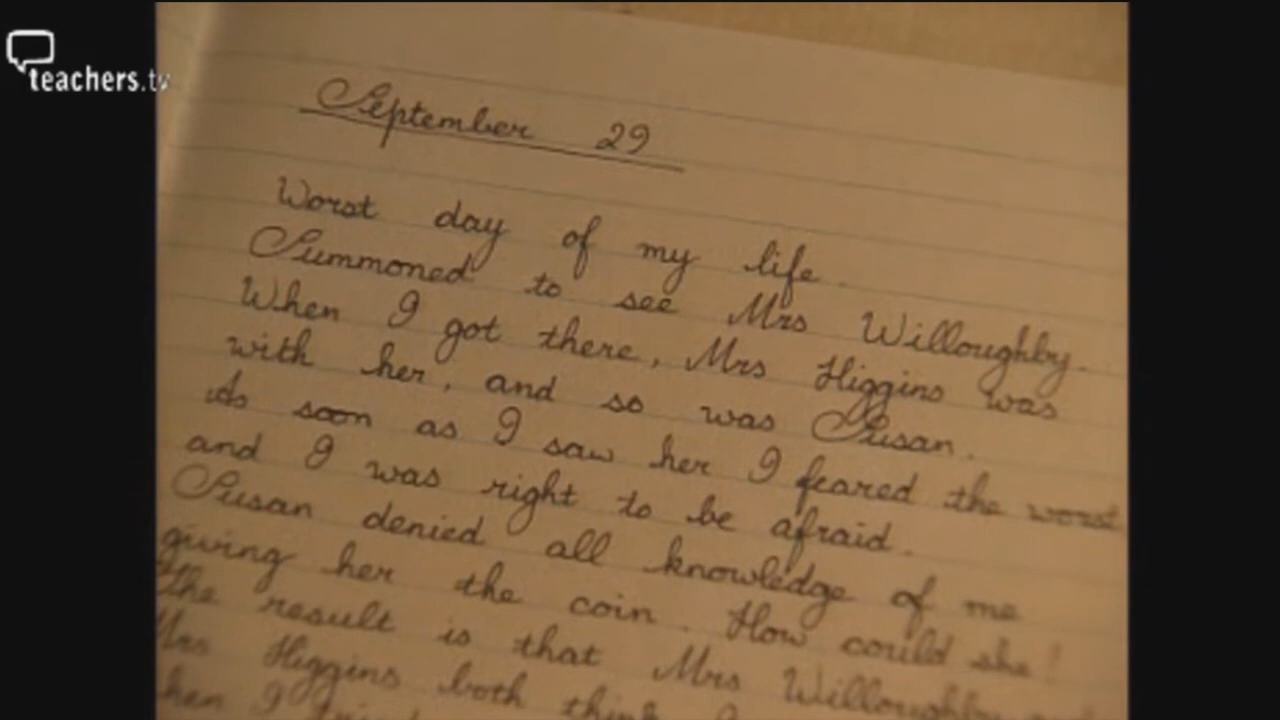 teachers.tv
September 29
Worst day of my life.
Summoned to see Mrs Willoughby.
When I got there, Mrs Higgins was
with her, and so was Susan.
As soon as I saw her I feared the worst
and I was right to be afraid.
Susan denied all knowledge of me
giving her the coin. How could she!
The result is that Mrs Willoughby and
Mrs Higgins both think I
when I tried